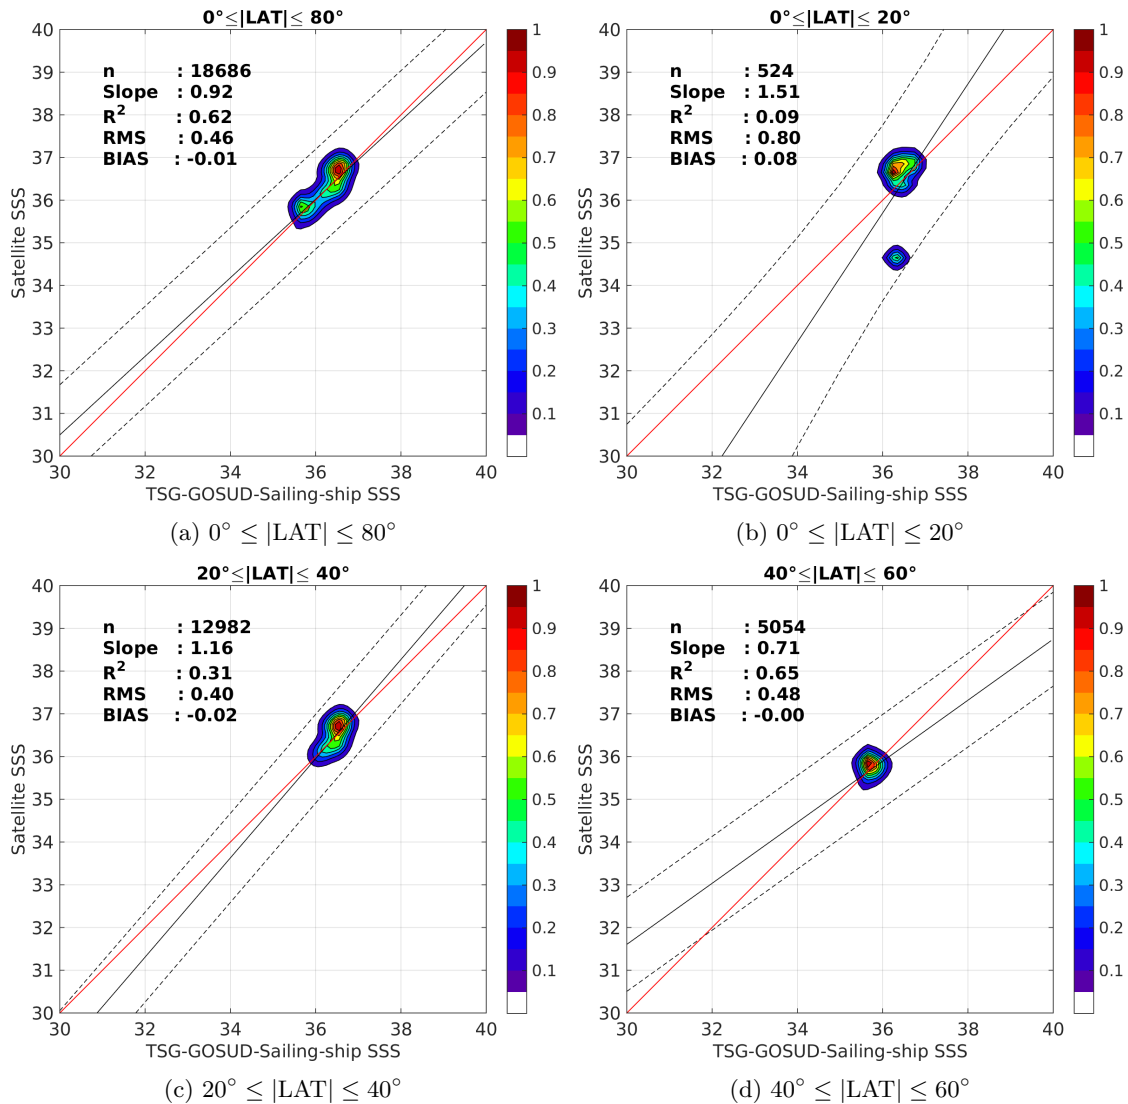 0°≤|LAT|≤ 80°
40
39
38
37
36
35
34
33
32
31
30
Satellite SSS
n : 18686
Slope : 0.92
R² : 0.62
RMS : 0.46
BIAS : -0.01
30 32 34 36 38 40
TSG-GOSUD-Sailing-ship SSS
1
0.9
0.8
0.7
0.6
0.5
0.4
0.3
0.2
0.1
(a) 0° ≤ |LAT| ≤ 80°
0°≤|LAT|≤ 20°
40
39
38
37
36
35
34
33
32
31
30
Satellite SSS
n : 524
Slope : 1.51
R² : 0.09
RMS : 0.80
BIAS : 0.08
30 32 34 36 38 40
TSG-GOSUD-Sailing-ship SSS
1
0.9
0.8
0.7
0.6
0.5
0.4
0.3
0.2
0.1
(b) 0° ≤ |LAT| ≤ 20°
20°≤|LAT|≤ 40°
40
39
38
37
36
35
34
33
32
31
30
Satellite SSS
n : 12982
Slope : 1.16
R² : 0.31
RMS : 0.40
BIAS : -0.02
30 32 34 36 38 40
TSG-GOSUD-Sailing-ship SSS
1
0.9
0.8
0.7
0.6
0.5
0.4
0.3
0.2
0.1
(c) 20° ≤ |LAT| ≤ 40°
40°≤|LAT|≤ 60°
40
39
38
37
36
35
34
33
32
31
30
Satellite SSS
n : 5054
Slope : 0.71
R² : 0.65
RMS : 0.48
BIAS : -0.00
30 32 34 36 38 40
TSG-GOSUD-Sailing-ship SSS
1
0.9
0.8
0.7
0.6
0.5
0.4
0.3
0.2
0.1
(d) 40° ≤ |LAT| ≤ 60°